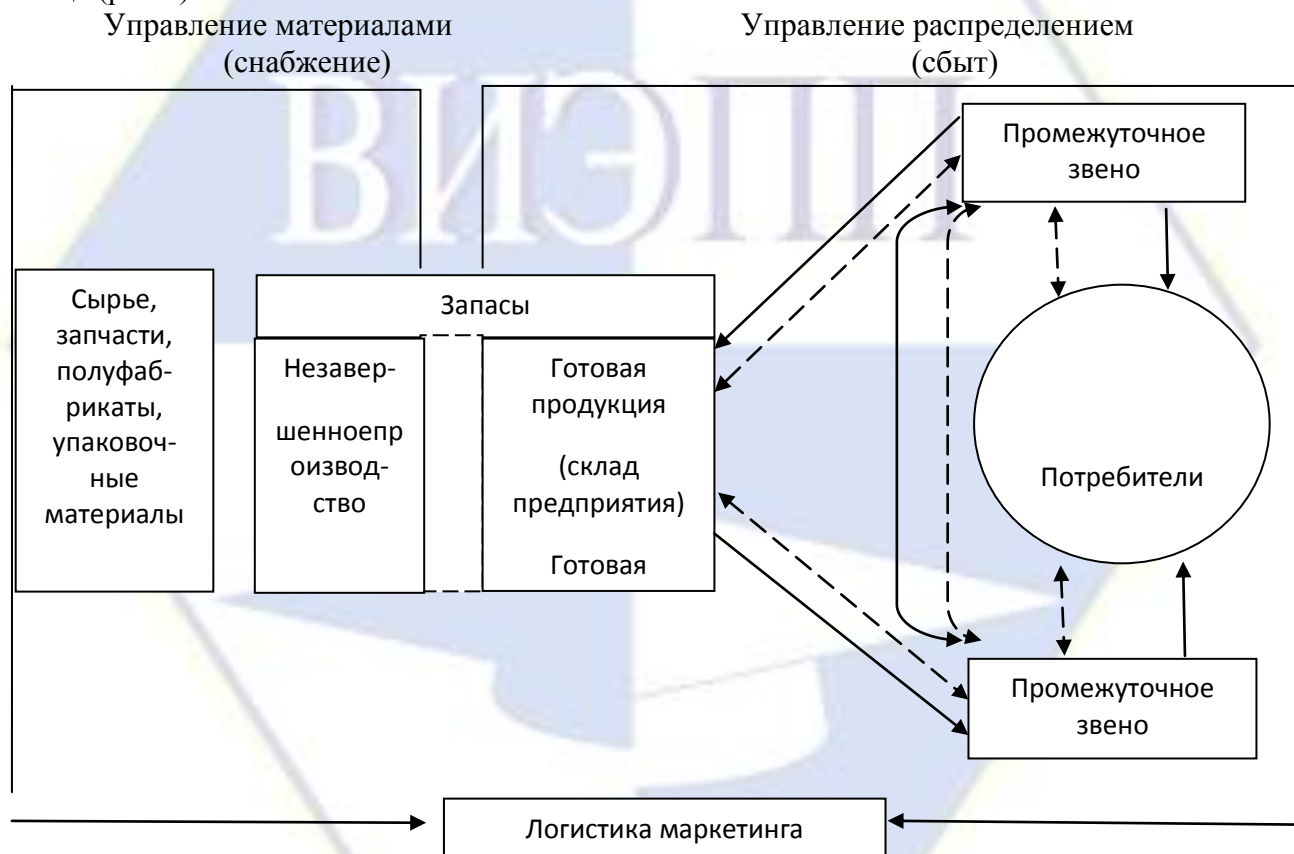 Управление материалами
(снабжение)
Управление распределением
(сбыт)
ВИЭПП
Промежуточное
звено
Сырье,
запчасти,
полуфаб-
рикаты,
упаковоч-
ные
материалы
Запасы
Незавер-
шенноепр
оизвод-
ство
Готовая
продукция
(склад
предприятия)
Готовая
Потребители
Промежуточное
звено
Логистика маркетинга